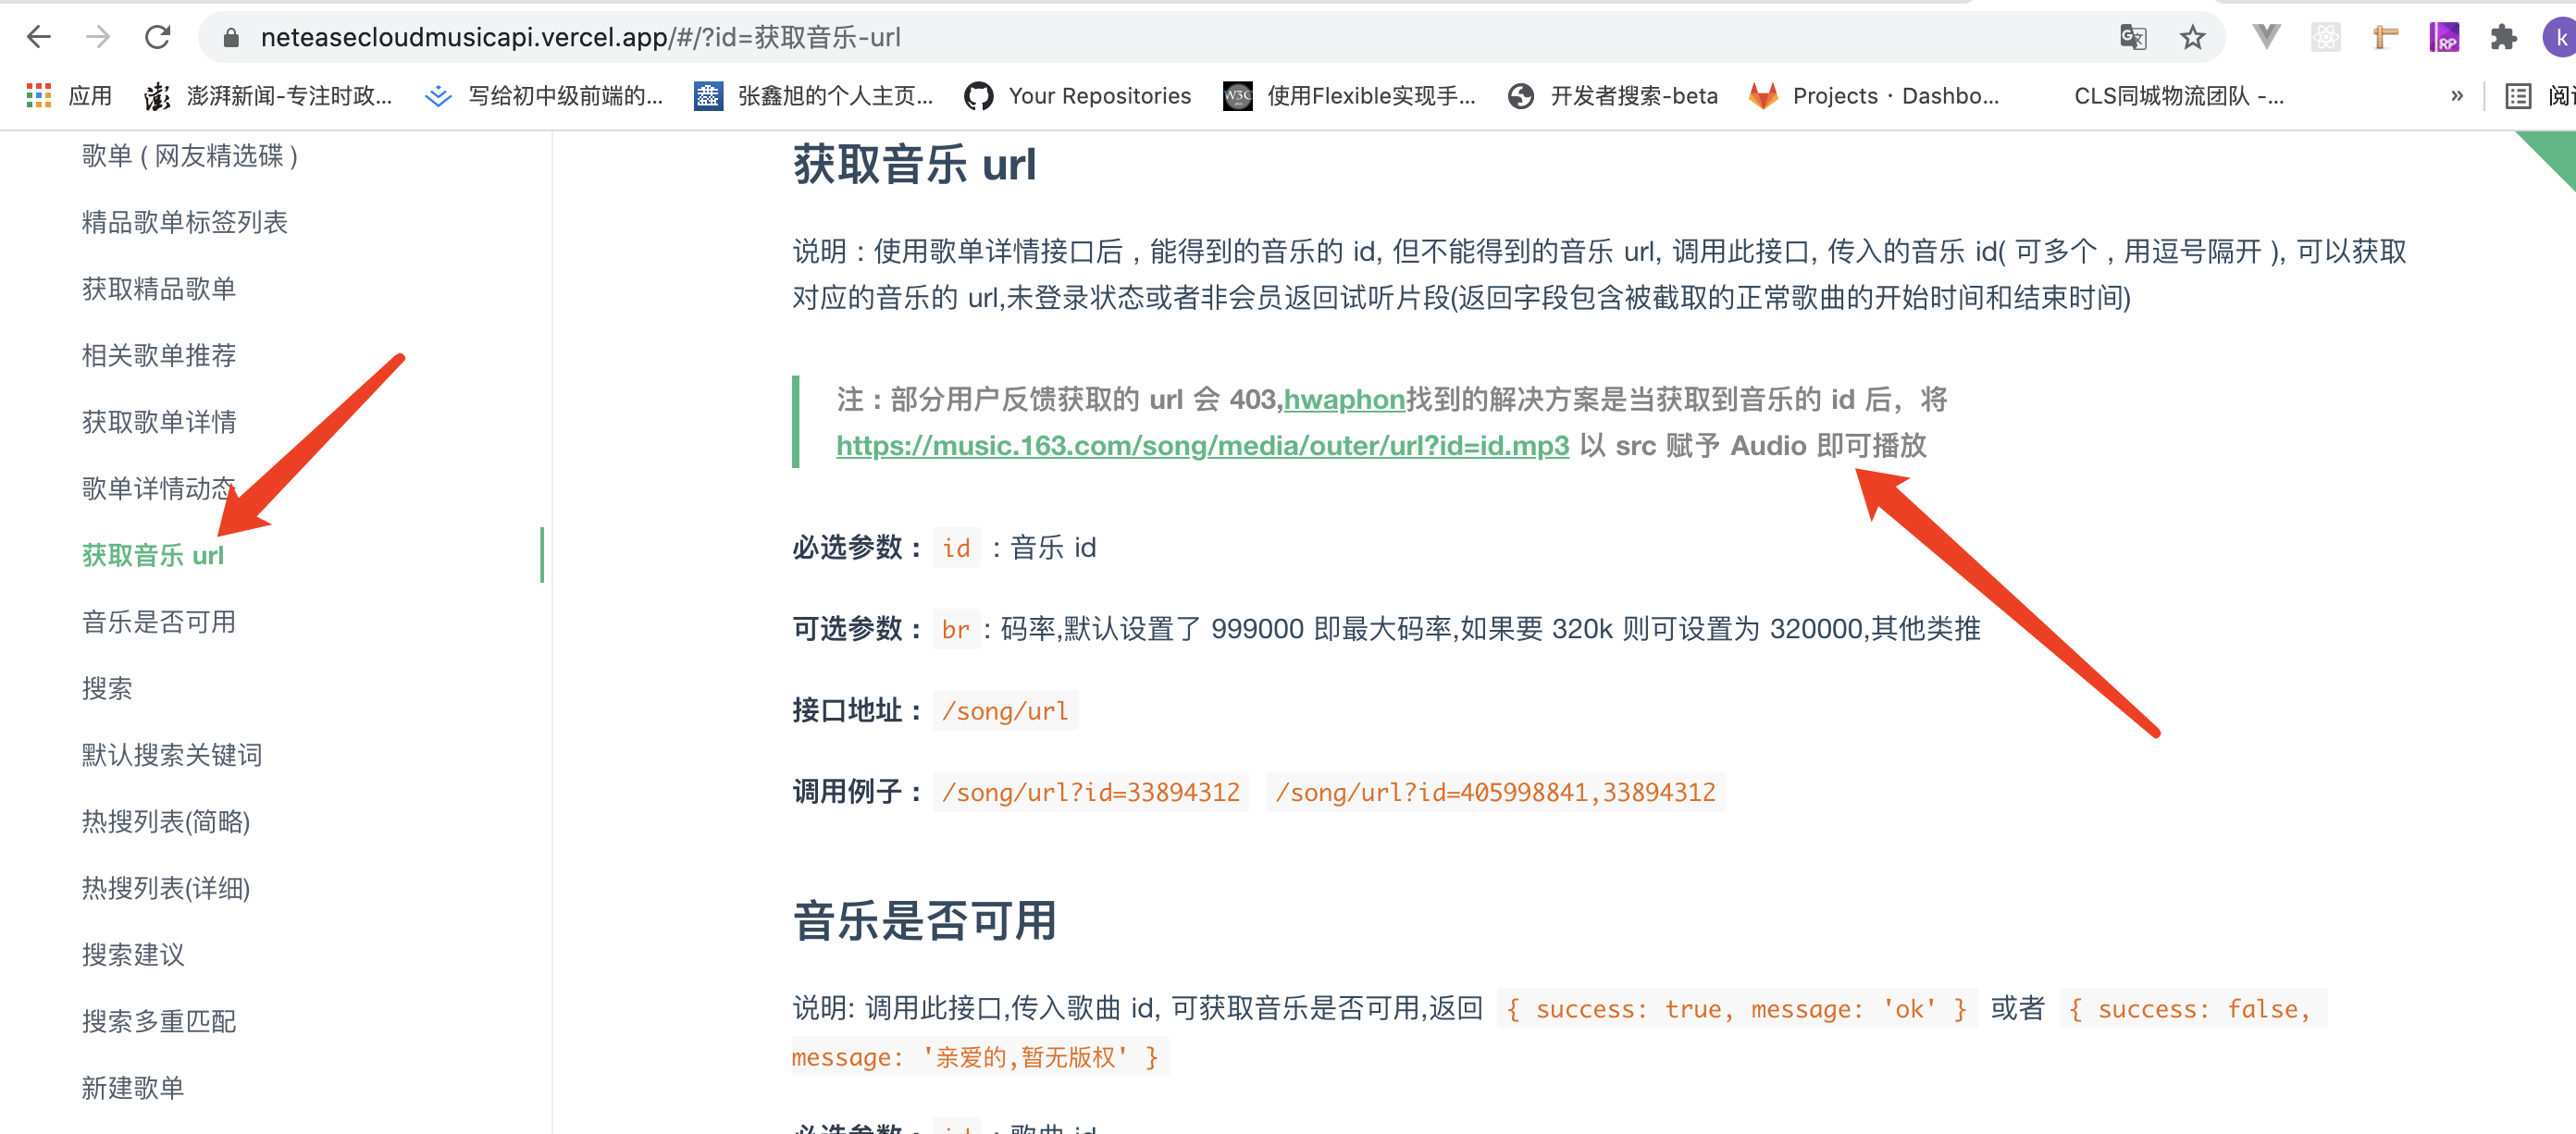 neteasecloudmusicapi.vercel.app/#/?id=获取音乐-url
应用 澎湃新闻-专注时政... 写给初中级前端的... 张鑫旭的个人主页... Your Repositories 使用Flexible实现手... 开发者搜索-beta Projects · Dashbo... CLS同城物流团队 -... »
歌单 ( 网友精选碟 )
精品歌单标签列表
获取精品歌单
相关歌单推荐
获取歌单详情
歌单详情动态
获取音乐 url
音乐是否可用
搜索
默认搜索关键词
热搜列表(简略)
热搜列表(详细)
搜索建议
搜索多重匹配
新建歌单
获取音乐 url
说明 : 使用歌单详情接口后 , 能得到的音乐的 id, 但不能得到的音乐 url, 调用此接口, 传入的音乐 id( 可多个 , 用逗号隔开 ), 可以获取
对应的音乐的 url,未登录状态或者非会员返回试听片段(返回字段包含被截取的正常歌曲的开始时间和结束时间)
注 : 部分用户反馈获取的 url 会 403,hwaphon找到的解决方案是当获取到音乐的 id 后，将
https://music.163.com/song/media/outer/url?id=id.mp3 以 src 赋予 Audio 即可播放
必选参数 : id : 音乐 id
可选参数 : br : 码率,默认设置了 999000 即最大码率,如果要 320k 则可设置为 320000,其他类推
接口地址 : /song/url
调用例子 : /song/url?id=33894312 /song/url?id=405998841,33894312
音乐是否可用
说明: 调用此接口,传入歌曲 id, 可获取音乐是否可用,返回 { success: true, message: 'ok' } 或者 { success: false,
message: '亲爱的,暂无版权' }
必选参数 : id : 歌曲 id